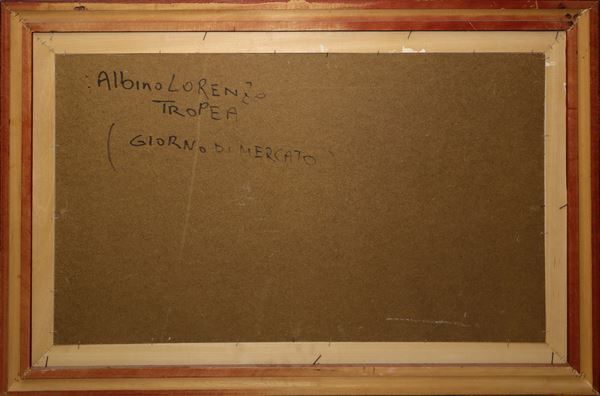 Albino LORENZO
TROPEA
( GIORNO DI MERCATO